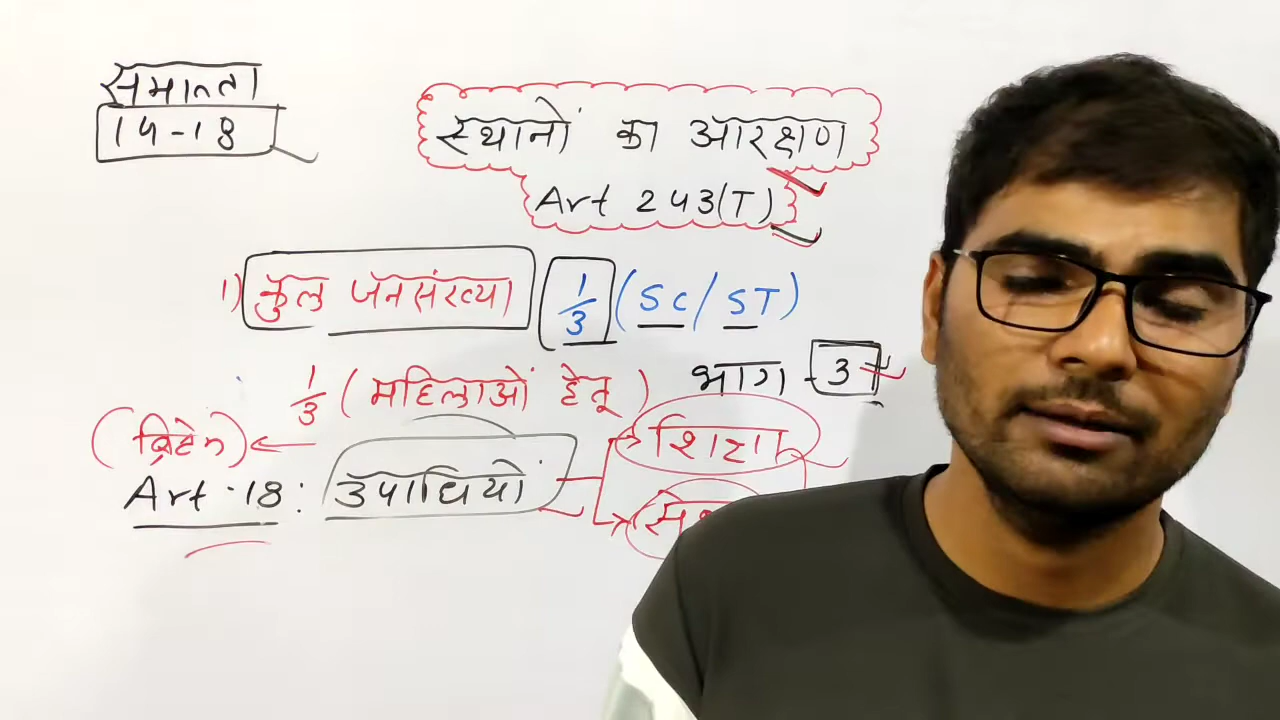 समानता
14-18
स्थानों का आरक्षण
Art 243(T)
1) कुल जनसंख्या 1/3 (SC/ST)
1/3 (महिलाओं हेतू) भाग - 3
(ब्रिटेन) ← शिक्षा
Art-18: उपाधियों